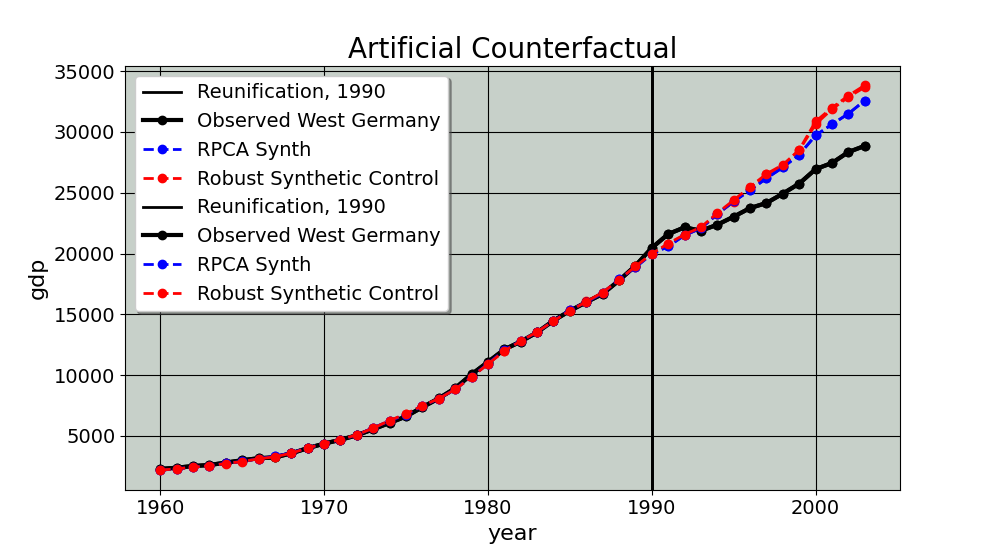 Artificial Counterfactual
35000
30000
25000
20000
15000
10000
5000
gdp
Reunification, 1990
Observed West Germany
RPCA Synth
Robust Synthetic Control
Reunification, 1990
Observed West Germany
RPCA Synth
Robust Synthetic Control
1960 1970 1980 1990 2000
year